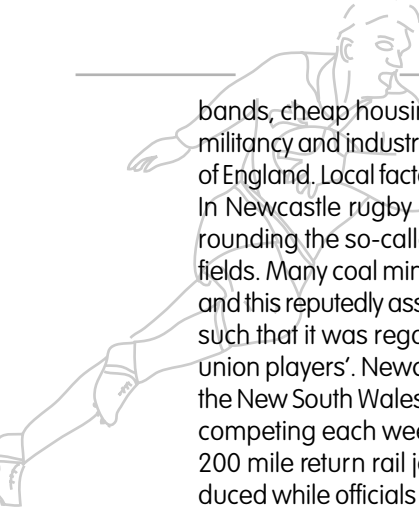 bands, cheap housin
militancy and industr
of England. Local facto
In Newcastle rugby
rounding the so-call
fields. Many coal min
and this reputedly ass
such that it was rega
union players'. Newc
the New South Wales
competing each wee
200 mile return rail j
duced while officials